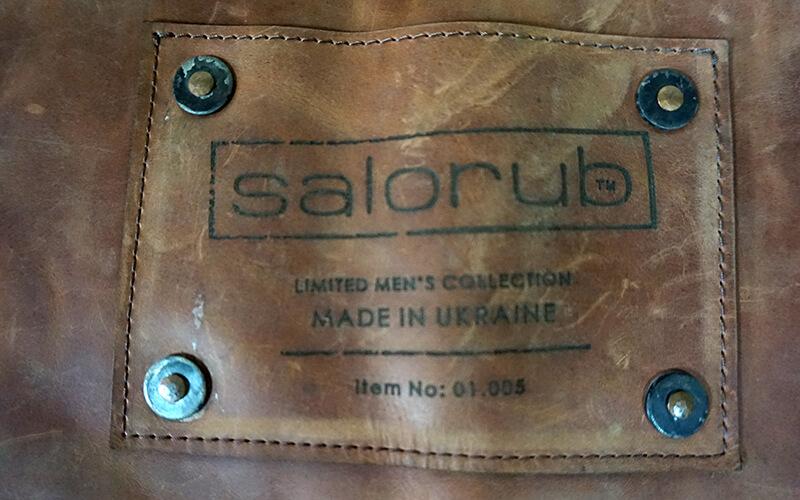 salorub™
LIMITED MEN'S COLLECTION
MADE IN UKRAINE
Item No: 01.005